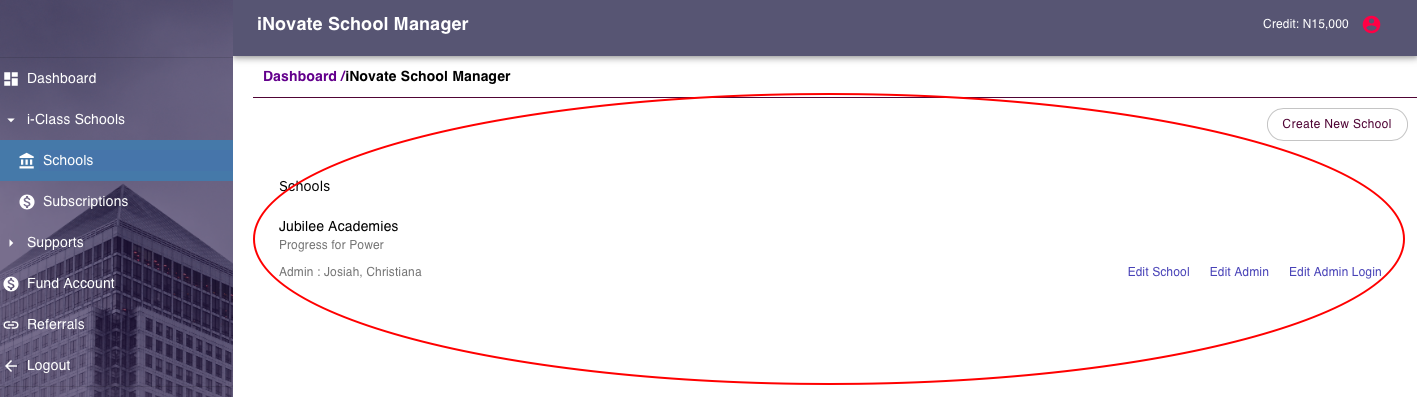 iNovate School Manager
Credit: N15,000
Dashboard
i-Class Schools
Schools
Subscriptions
Supports
Fund Account
Referrals
Logout
Dashboard /iNovate School Manager
Create New School
Schools
Jubilee Academies
Progress for Power
Admin : Josiah, Christiana
Edit School Edit Admin Edit Admin Login